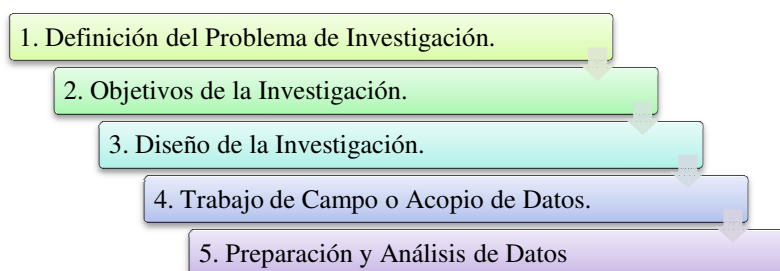 1. Definición del Problema de Investigación.
2. Objetivos de la Investigación.
3. Diseño de la Investigación.
4. Trabajo de Campo o Acopio de Datos.
5. Preparación y Análisis de Datos